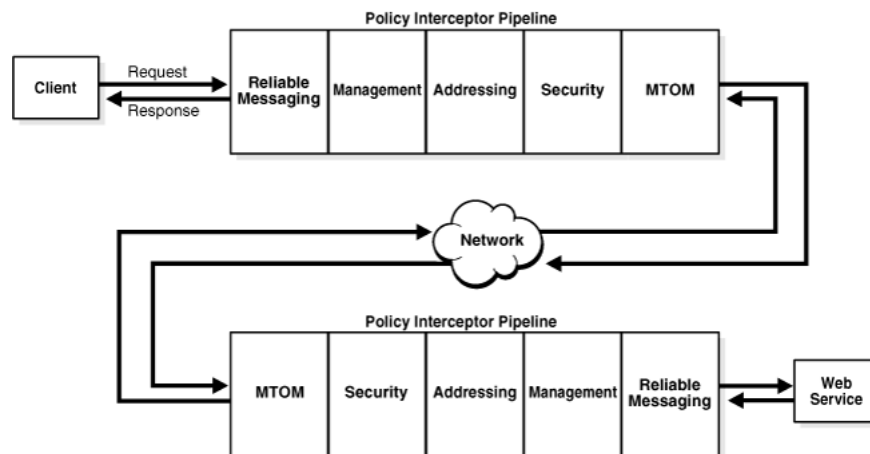 Policy Interceptor Pipeline
Client
Request
Response
Reliable
Messaging
Management
Addressing
Security
MTOM
Network
Policy Interceptor Pipeline
MTOM
Security
Addressing
Management
Reliable
Messaging
Web
Service